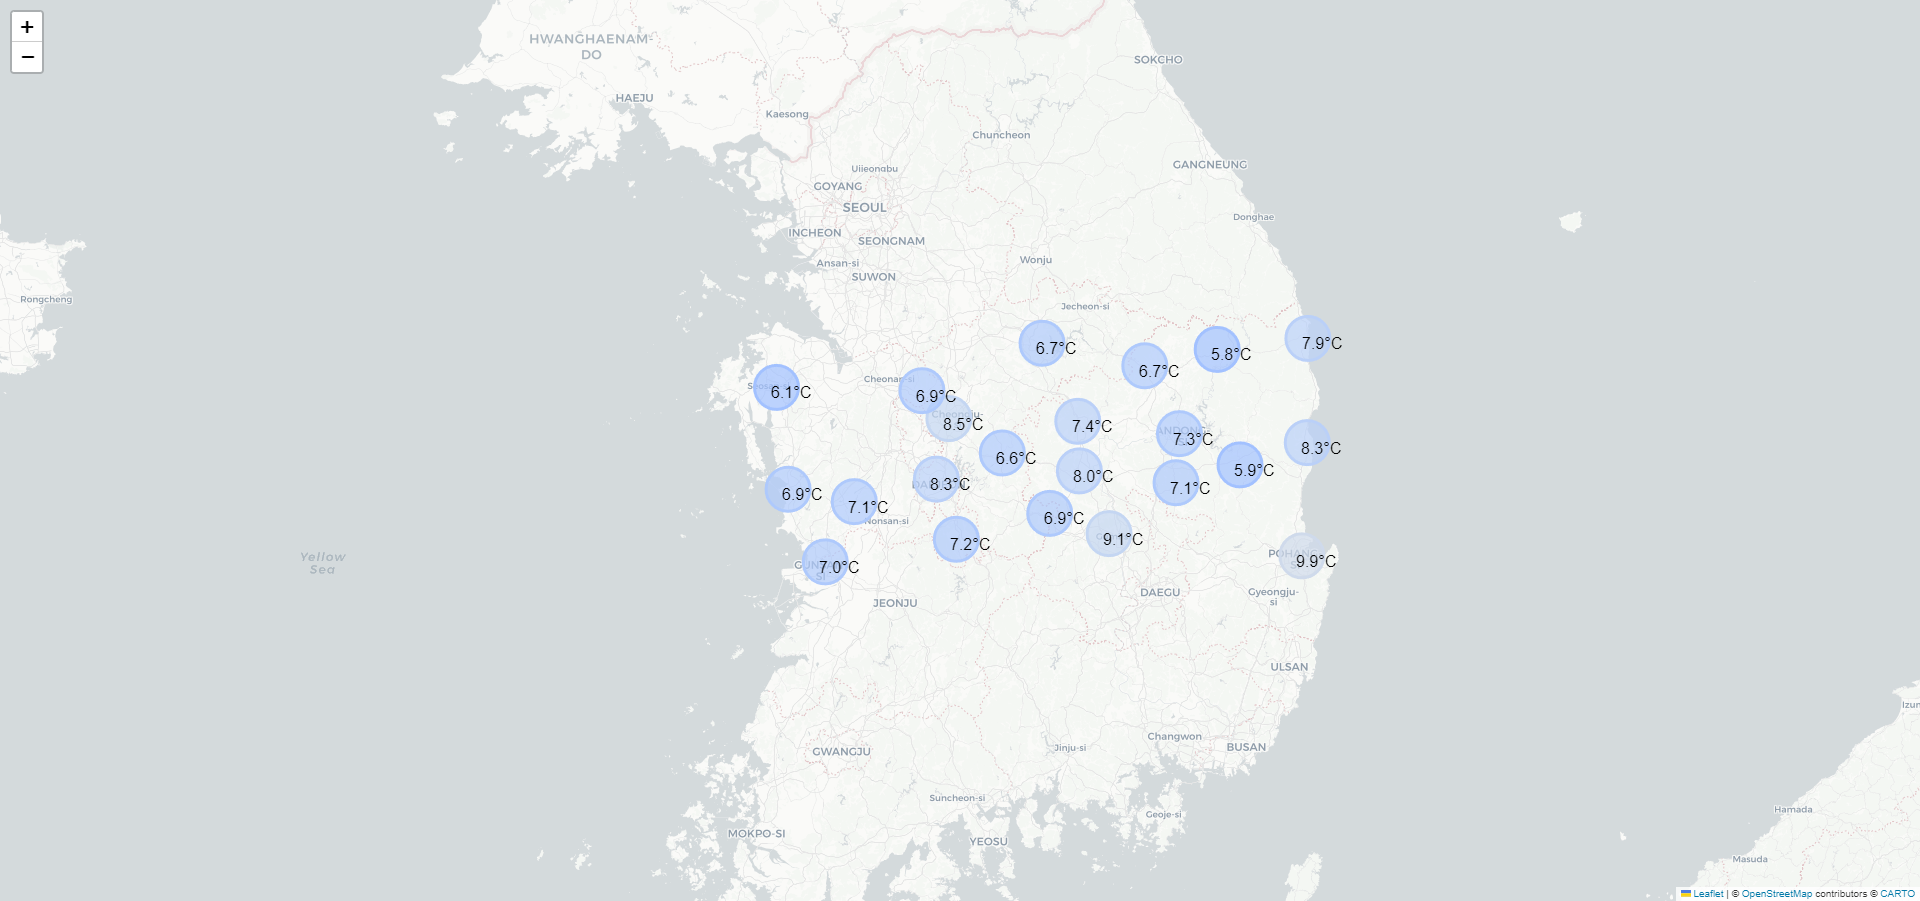 +
−
HWANGHAENAM-
DO
SOKCHO
HAEJU
Kaesong
Chuncheon
GANGNEUNG
Uijeongbu
GOYANG
SEOUL
Donghae
INCHEON
SEONGNAM
Ansan-si
Wonju
SUWON
Rongcheng
Jecheon-si
7.9°C
6.7°C
5.8°C
6.7°C
Cheonan-si
6.1°C
6.9°C
Cheongju-
8.5°C
7.4°C
ANDONG-
7.3°C
8.3°C
6.6°C
5.9°C
8.0°C
8.3°C
7.1°C
6.9°C
7.1°C
Nonsan-si
6.9°C
9.1°C
7.2°C
POHANG-
9.9°C
Yellow
Sea
7.0°C
SI
DAEGU
Gyeongju-
si
JEONJU
ULSAN
Izum
Changwon
BUSAN
GWANGJU
Jinju-si
Suncheon-si
Hamada
Geoje-si
MOKPO-SI
YEOSU
Masuda
Leaflet | © OpenStreetMap contributors © CARTO